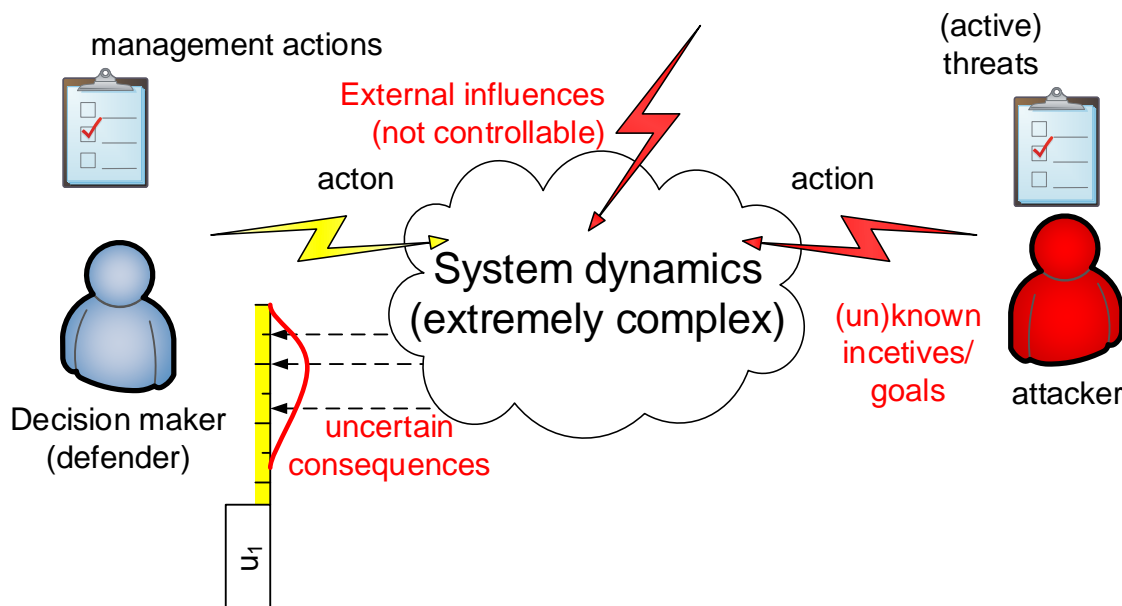 management actions
(active)
threats
External influences
(not controllable)
acton
action
System dynamics
(extremely complex)
(un)known
incetives/
goals
attacker
Decision maker
(defender)
uncertain
consequences
u₁